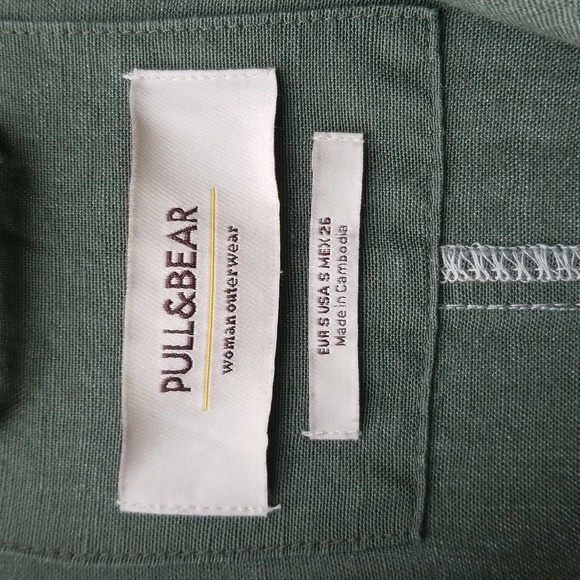 PULL&BEAR
woman outerwear
EUR S USA S MEX 26
Made in Cambodia